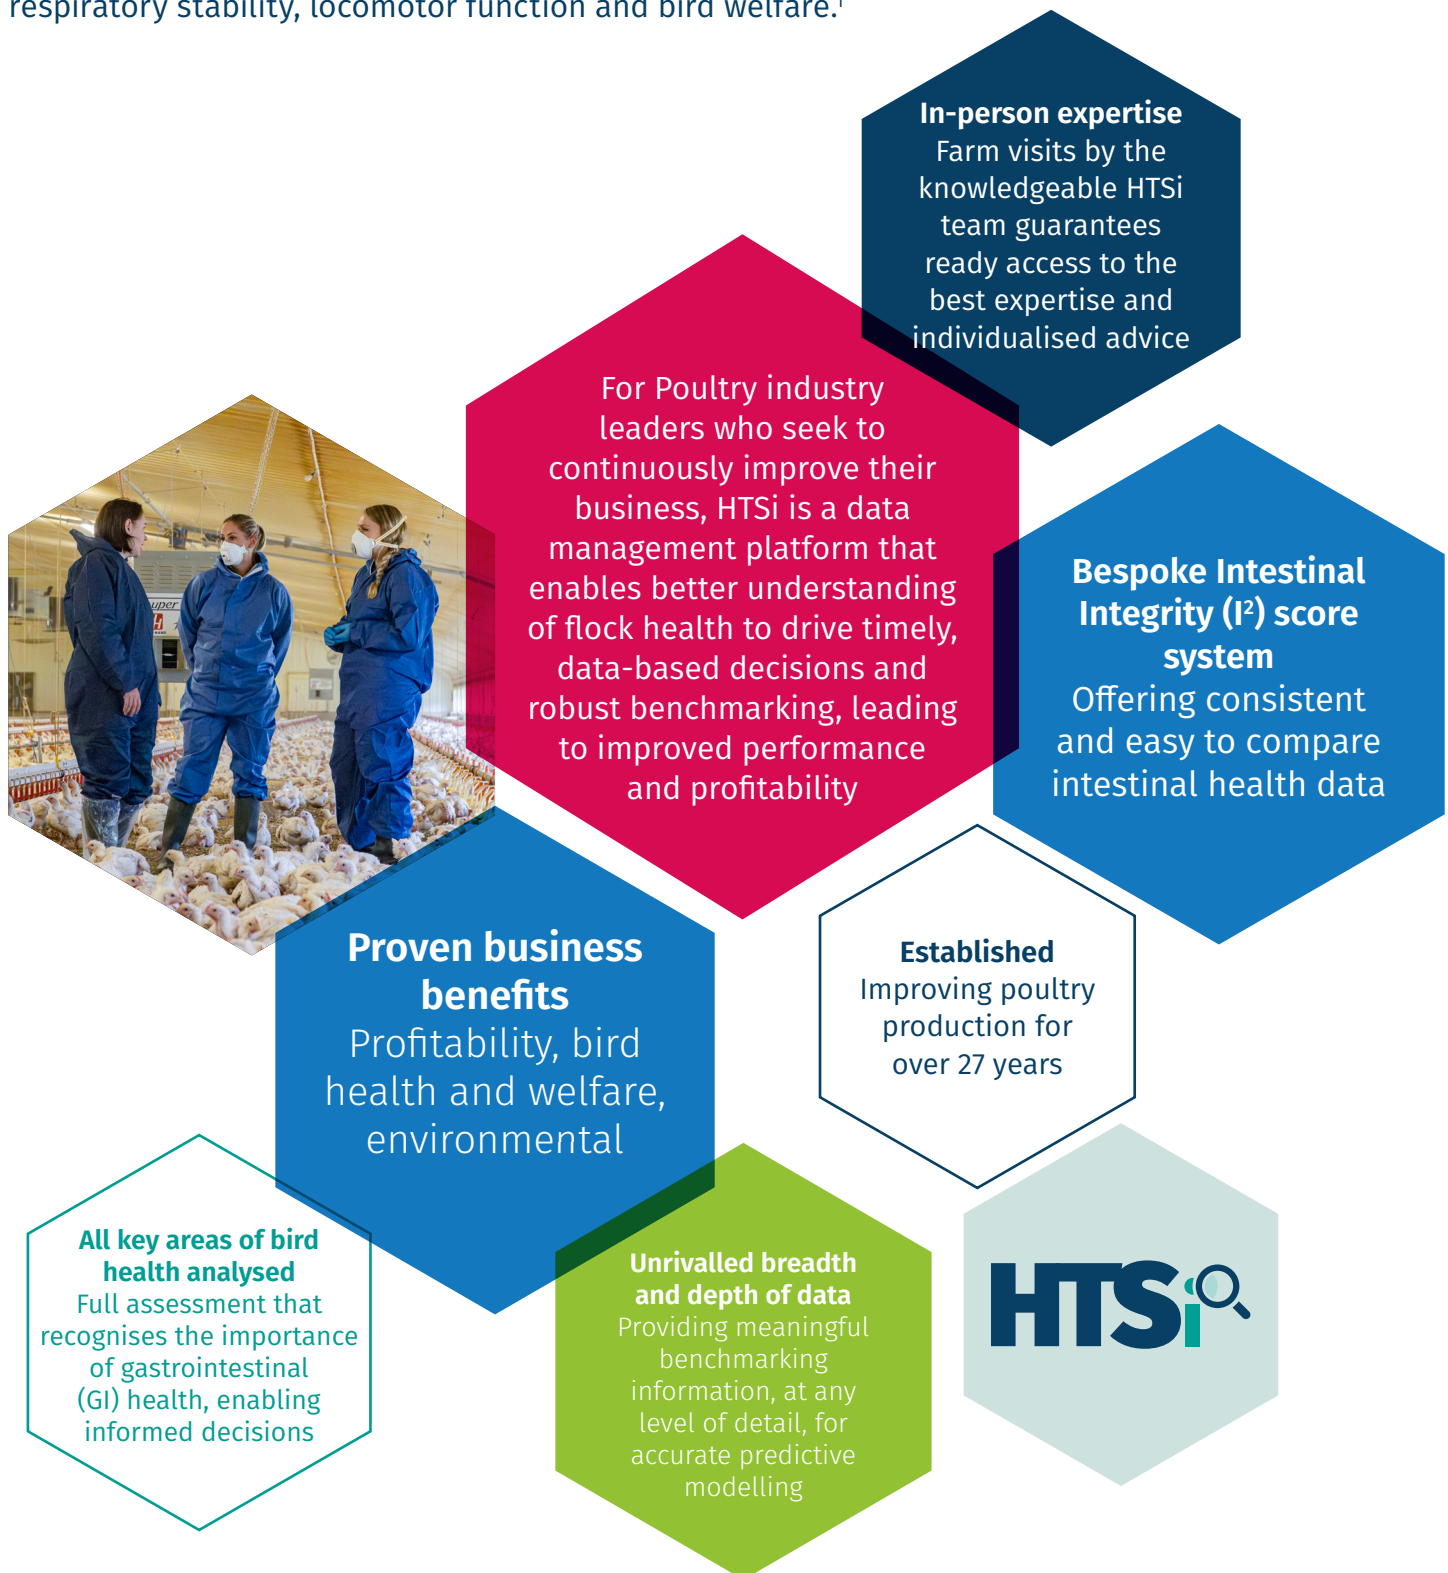 respiratory stability, locomotor function and bird welfare.¹
In-person expertise
Farm visits by the
knowledgeable HTSi
team guarantees
ready access to the
best expertise and
individualised advice
For Poultry industry
leaders who seek to
continuously improve their
business, HTSi is a data
management platform that
enables better understanding
of flock health to drive timely,
data-based decisions and
robust benchmarking, leading
to improved performance
and profitability
Bespoke Intestinal
Integrity (I²) score
system
Offering consistent
and easy to compare
intestinal health data
Proven business
benefits
Profitability, bird
health and welfare,
environmental
Established
Improving poultry
production for
over 27 years
All key areas of bird
health analysed
Full assessment that
recognises the importance
of gastrointestinal
(GI) health, enabling
informed decisions
Unrivalled breadth
and depth of data
Providing meaningful
benchmarking
information, at any
level of detail, for
accurate predictive
modelling
HTSi